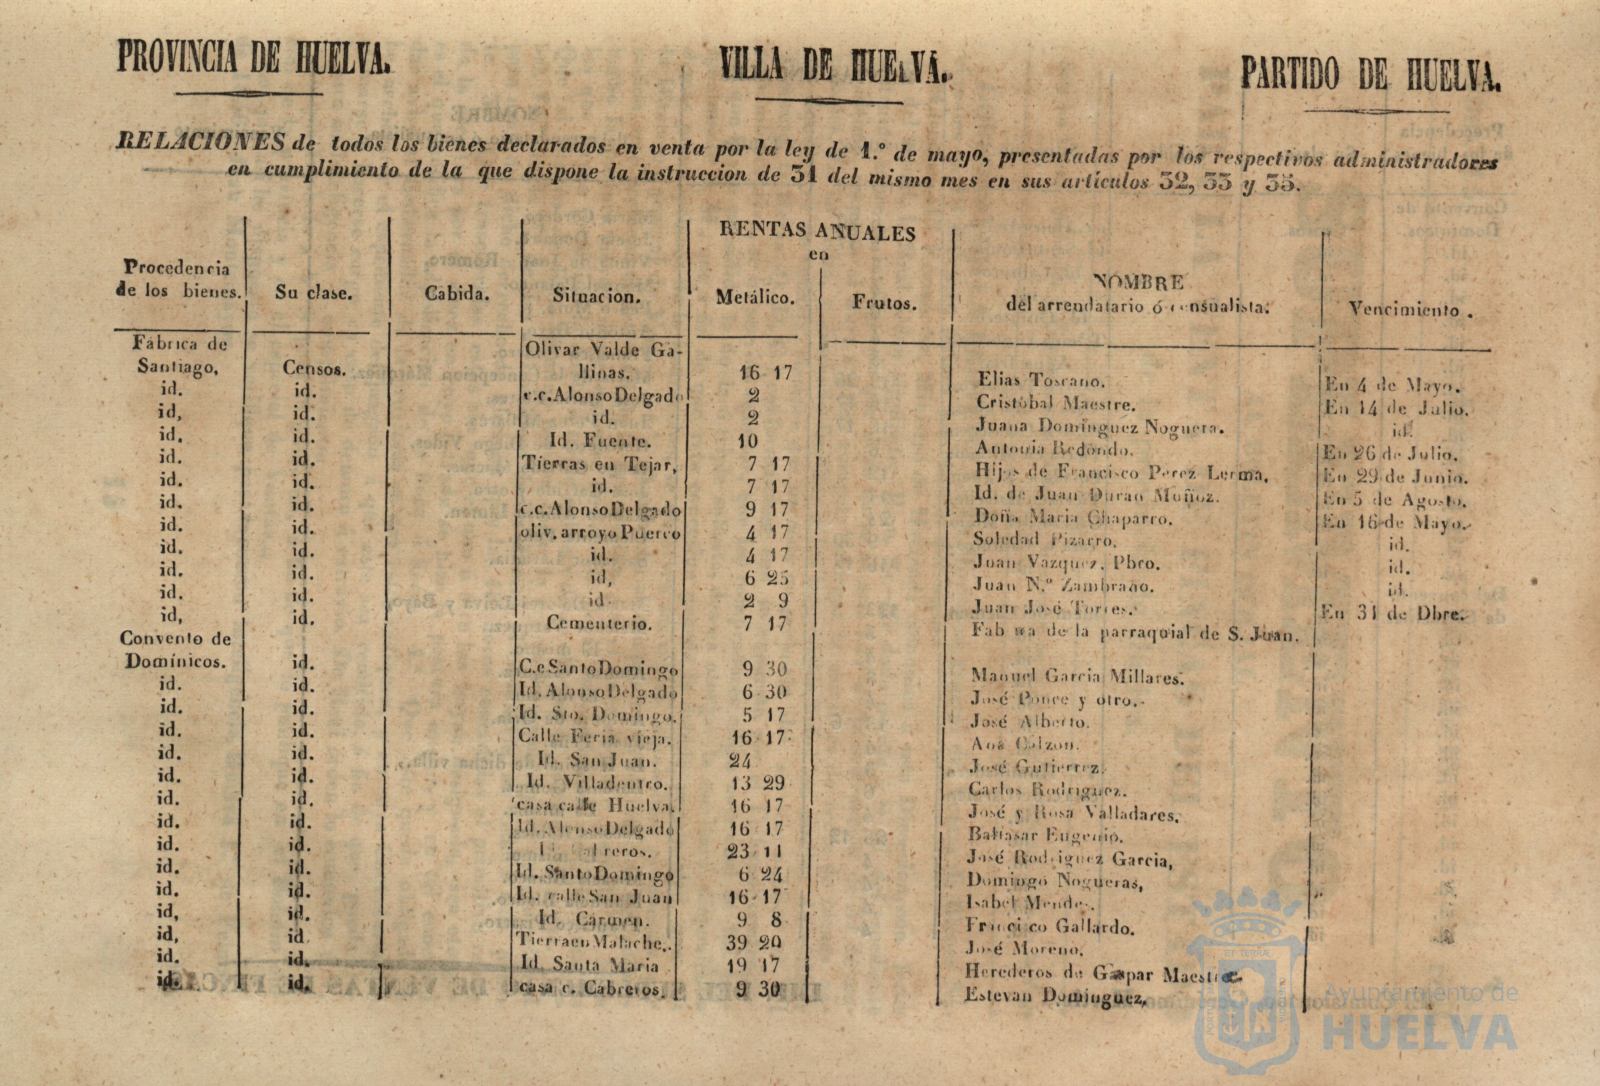 PROVINCIA DE HUELVA.
VILLA DE HUELVA.
PARTIDO DE HUELVA.
RELACIONES de todos los bienes declarados en venta por la ley de 1.º de mayo, presentadas por los respectivos administradores
en cumplimiento de la que dispone la instruccion de 31 del mismo mes en sus artículos 32, 33 y 35.
RENTAS ANUALES
en
Procedencia de los bienes. Su clase. Cabida. Situacion. Metálico. Frutos. NOMBRE del arrendatario ó censualista. Vencimiento.
Fábrica de Olivar Valde Ga-
Santiago, Censos. llinas. 16 17 Elias Toscano. En 4 de Mayo.
id. id. c.c. Alonso Delgado 2 Cristóbal Maestre. En 14 de Julio.
id, id. id. 2 Juana Dominguez Noguera. id.
id. id. Id. Fuente. 10 Antonia Redondo. En 26 de Julio.
id. id. Tierras en Tejar, 7 17 Hijos de Francisco Perez Lerma, En 29 de Junio.
id. id. id. 7 17 Id. de Juan Duran Muñoz. En 5 de Agosto.
id. id. c.c. Alonso Delgado 9 17 Doña Maria Chaparro. En 16 de Mayo.
id. id. oliv. arroyo Puerco 4 17 Soledad Pizarro. id.
id. id. id. 4 17 Juan Vazquez. Pbro. id.
id. id. id, 6 25 Juan N.º Zambrano. id.
id. id. id. 2 9 Juan José Torres. En 31 de Dbre.
id, id. Cementerio. 7 17 de la parraquial de S. Juan.
Convento de
Domínicos. id. C.c Santo Domingo 9 30 Manuel Garcia Millares.
id. id. Id. Alonso Delgado 6 30 José Ponce y otro.
id. id. Id. Sto. Domingo. 5 17 José Alberto.
id. id. Calle Feria vieja. 16 17 Ana
id. id. Id. San Juan. 24 José Gutierrez.
id. id. Id. Villadentro. 13 29 Carlos Rodriguez.
id. id. casa calle Huelva. 16 17 José y Rosa Valladares.
id. id. Id. Alonso Delgado 16 17 Baltasar Eugenio.
id. id. 23 11 José Rodriguez Garcia,
id. id. Id. Santo Domingo 6 24 Domingo Nogueras,
id. id. Id. calle San Juan 16 17 Isabel
id, id. Id. Cármen. 9 8 Francisco Gallardo.
id, id Tierra en Malache. 39 20 José Moreno.
id. id. Id. Santa Maria 19 17 Herederos de Gaspar Maestre
id. id. casa c. Cabreros. 9 30 Estevan Dominguez,
Ayuntamiento de
HUELVA